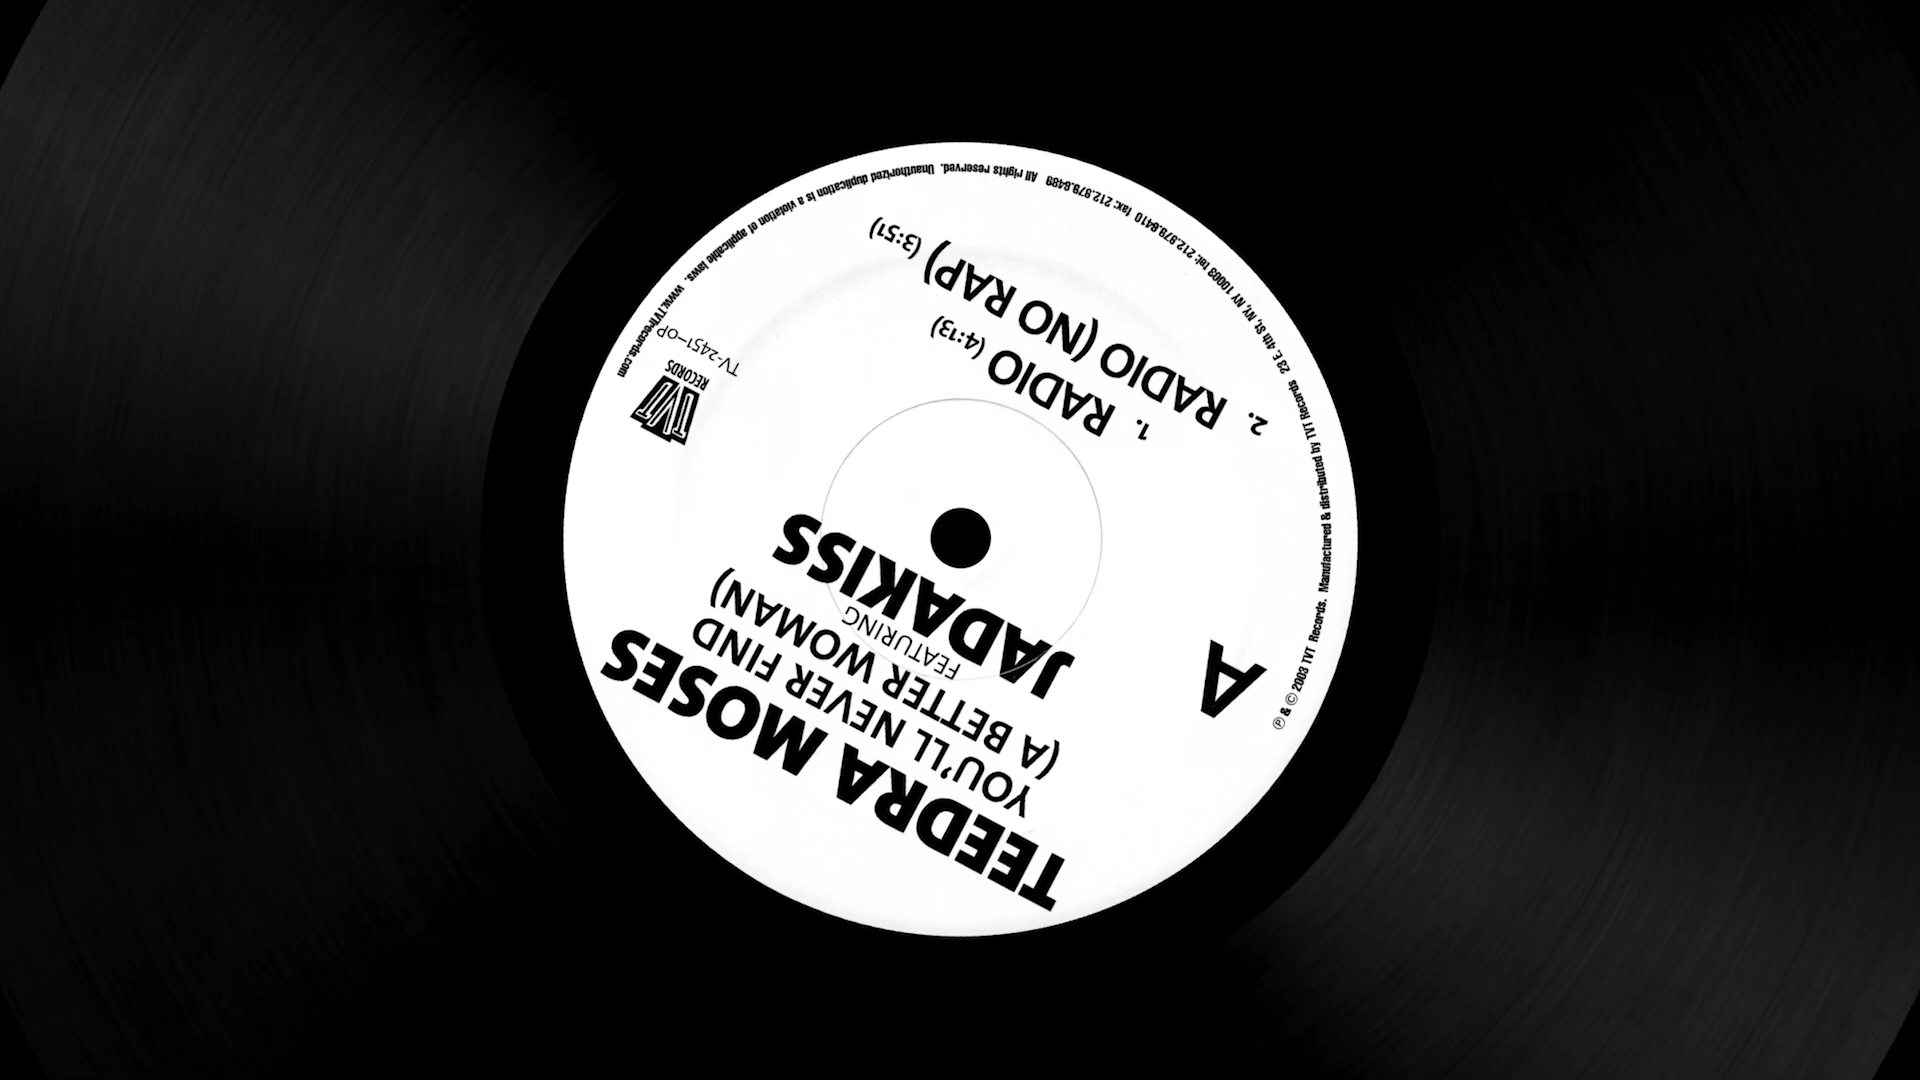 TEEDRA MOSES
YOU'LL NEVER FIND
(A BETTER WOMAN)
FEATURING
JADAKISS
A
TVT
RECORDS
TV-2451-0P
1. RADIO (4:13)
2. RADIO (NO RAP) (3:51)
℗ & © 2003 TVT Records. Manufactured & distributed by TVT Records 23 E. 4th St, NY, NY 10003 tel: 212.979.6410 fax: 212.979.6489 All rights reserved. Unauthorized duplication is a violation of applicable laws. www.TVTrecords.com